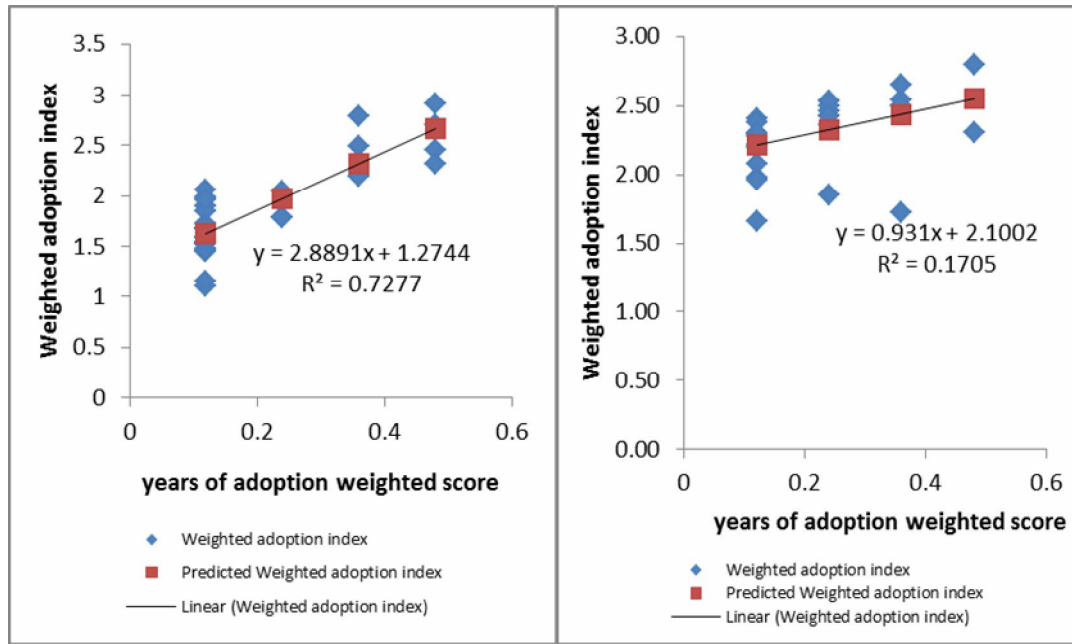 Weighted adoption index
3.5
3
2.5
2
1.5
1
0.5
0
0
0.2
0.4
0.6
y = 2.8891x + 1.2744
R² = 0.7277
years of adoption weighted score
Weighted adoption index
Predicted Weighted adoption index
Linear (Weighted adoption index)
Weighted adoption index
3.00
2.50
2.00
1.50
1.00
0.50
0.00
0
0.2
0.4
0.6
y = 0.931x + 2.1002
R² = 0.1705
years of adoption weighted score
Weighted adoption index
Predicted Weighted adoption index
Linear (Weighted adoption index)